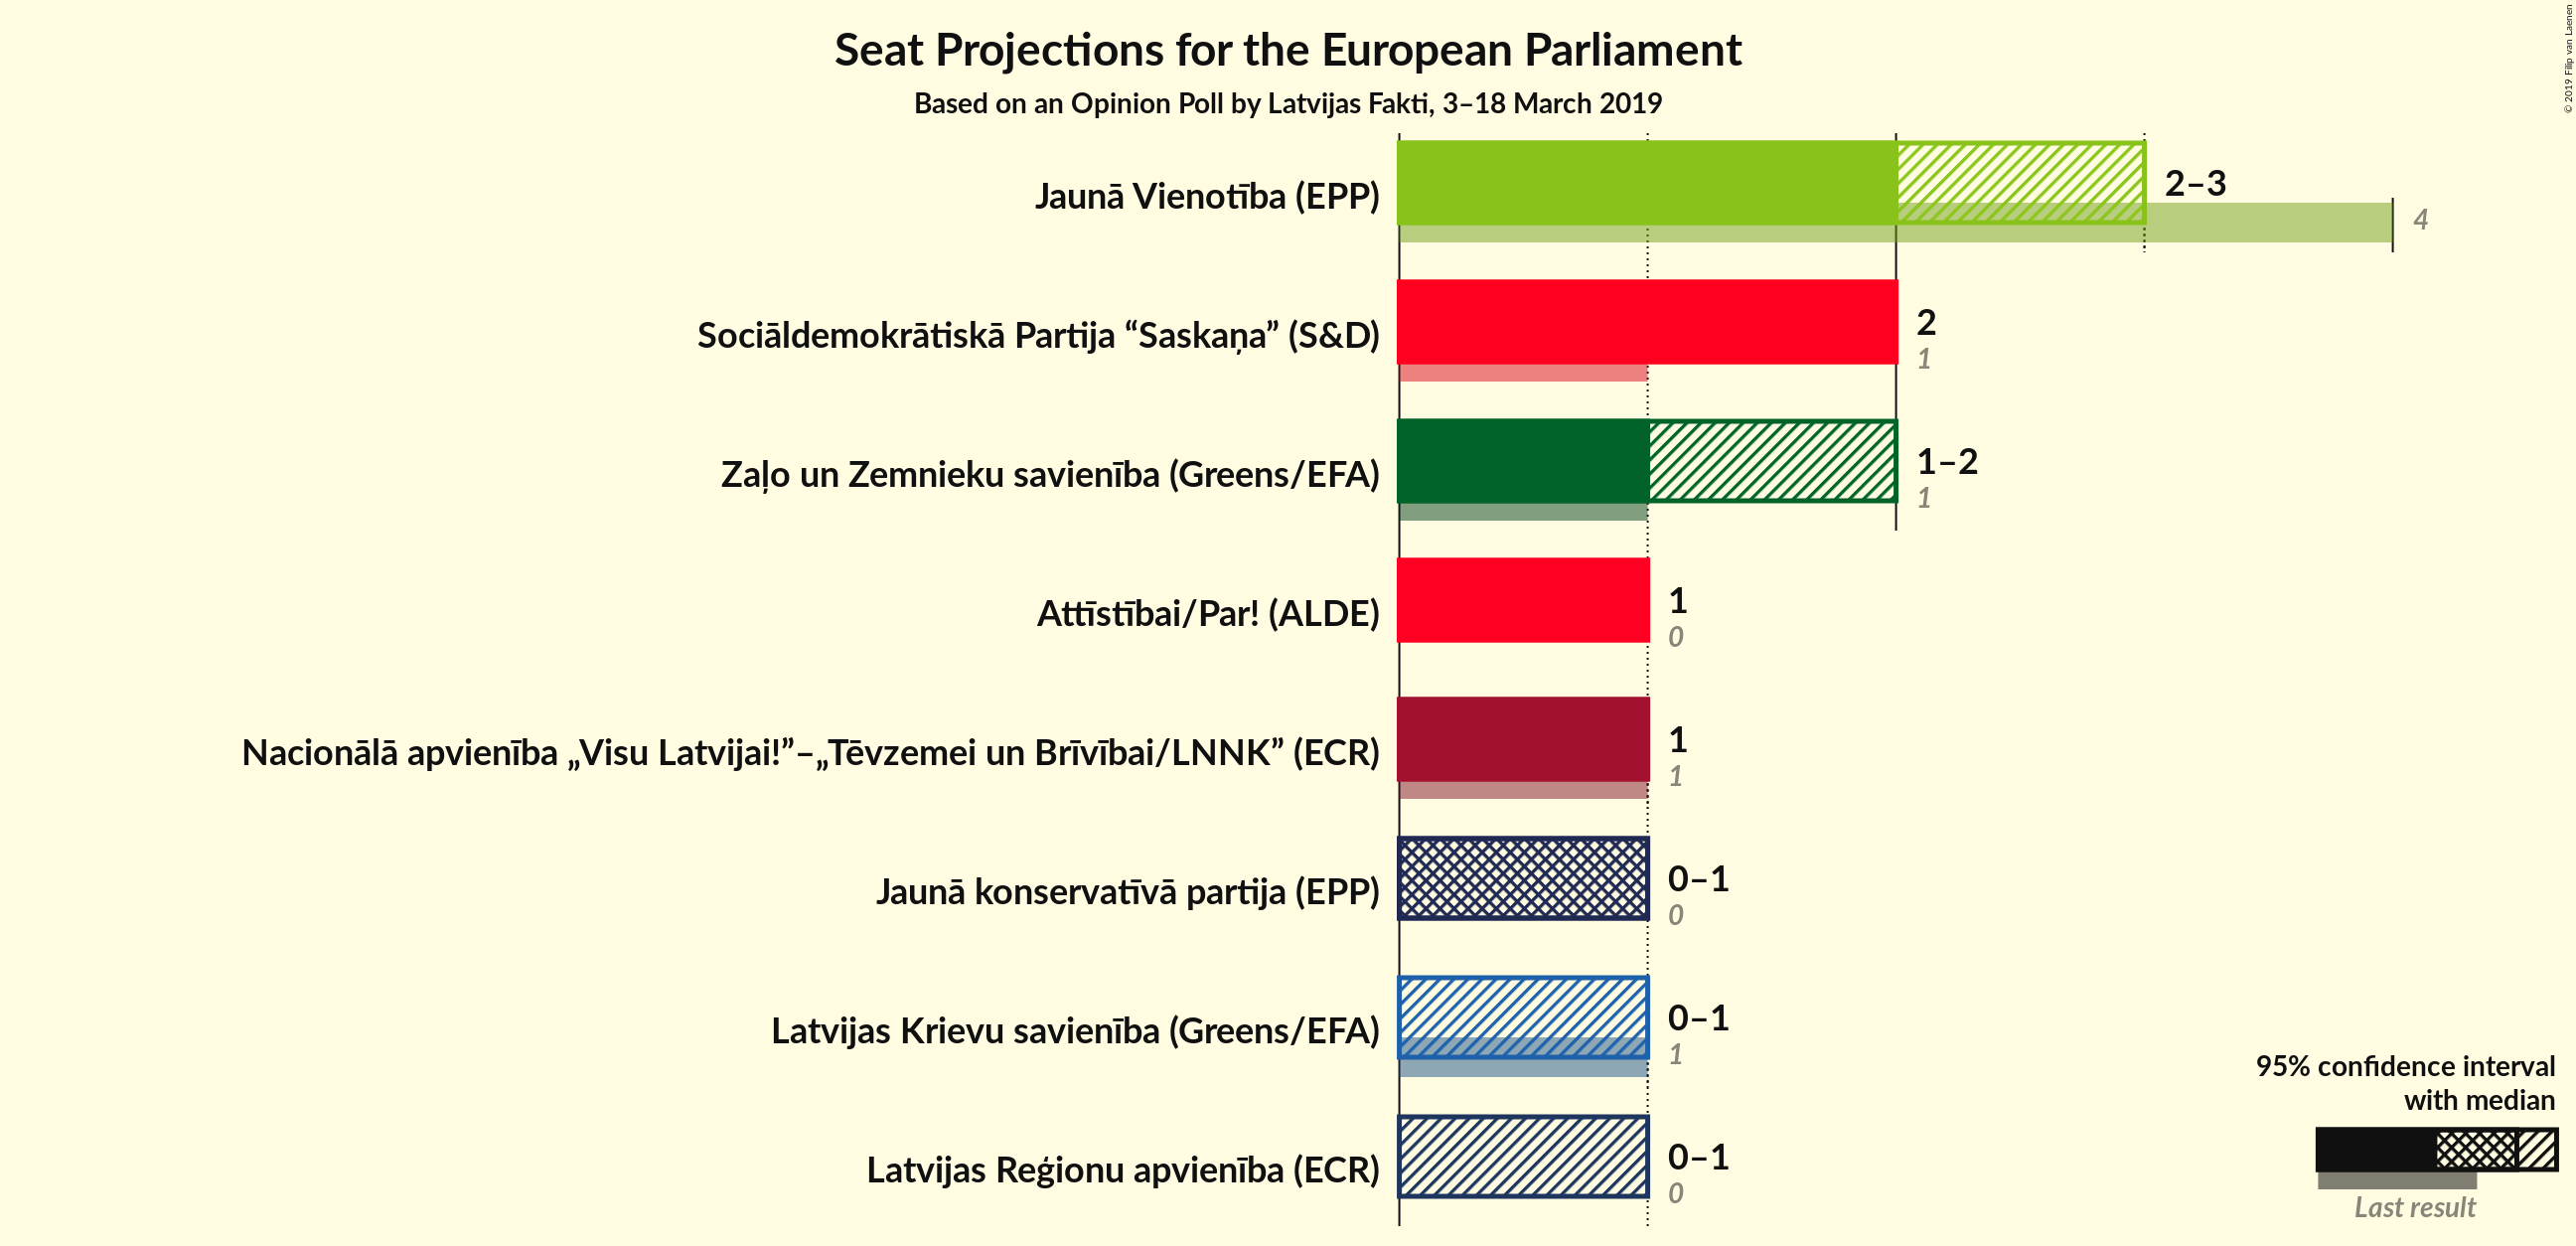 Seat Projections for the European Parliament
Based on an Opinion Poll by Latvijas Fakti, 3–18 March 2019
© 2019 Filip van Laenen
Jaunā Vienotība (EPP)
2–3
4
Sociāldemokrātiskā Partija “Saskaņa” (S&D)
2
1
Zaļo un Zemnieku savienība (Greens/EFA)
1–2
1
Attīstībai/Par! (ALDE)
1
0
Nacionālā apvienība „Visu Latvijai!”–„Tēvzemei un Brīvībai/LNNK” (ECR)
1
1
Jaunā konservatīvā partija (EPP)
0–1
0
Latvijas Krievu savienība (Greens/EFA)
0–1
1
Latvijas Reģionu apvienība (ECR)
0–1
0
95% confidence interval
with median
Last result